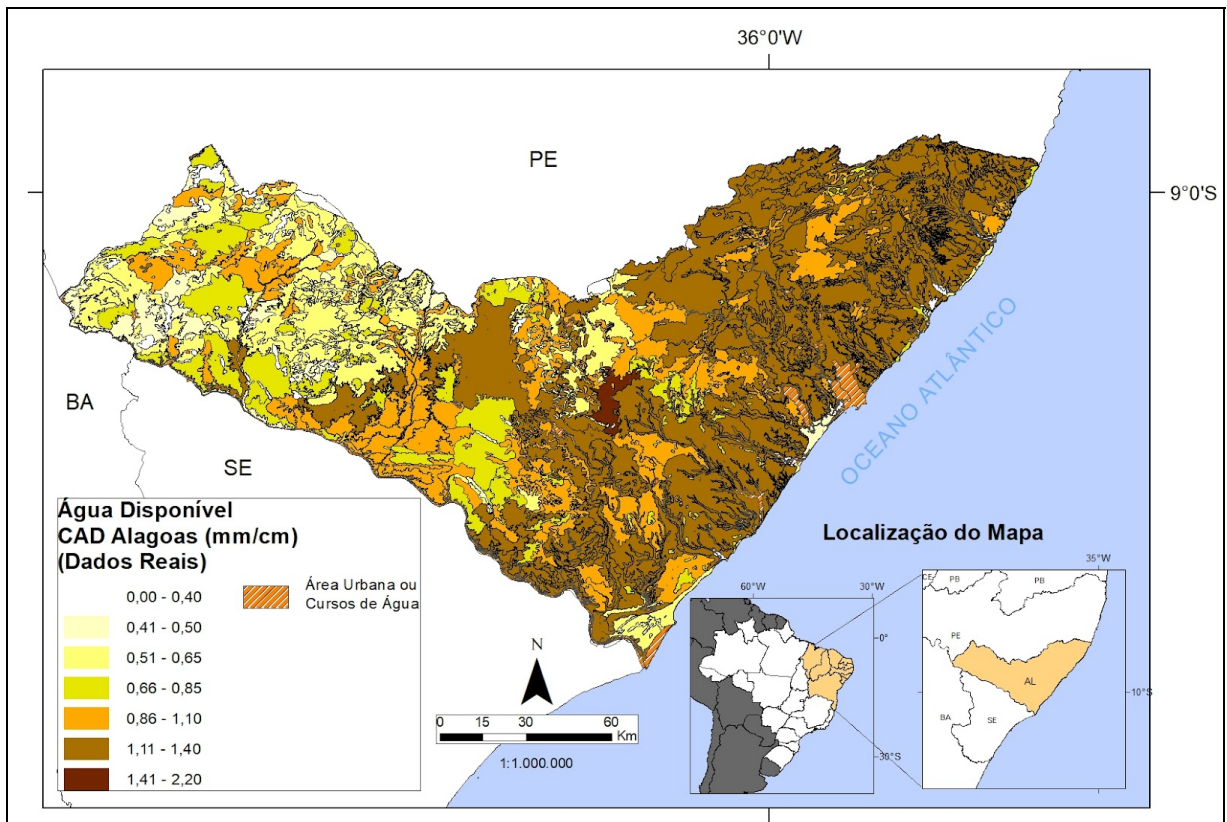 36°0'W
PE
9°0'S
BA
SE
OCEANO ATLÂNTICO
Água Disponível
CAD Alagoas (mm/cm)
(Dados Reais)
0,00 - 0,40
0,41 - 0,50
0,51 - 0,65
0,66 - 0,85
0,86 - 1,10
1,11 - 1,40
1,41 - 2,20
Área Urbana ou
Cursos de Água
N
0 15 30 60
Km
1:1.000.000
Localização do Mapa
60°W 30°W
0°
30°S
35°W
CE
PB
PB
PE
AL
BA
SE
10°S